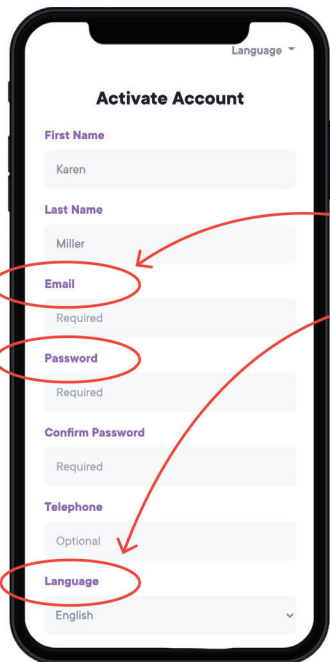 Language
Activate Account
First Name
Karen
Last Name
Miller
Email
Required
Password
Required
Confirm Password
Required
Telephone
Optional
Language
English